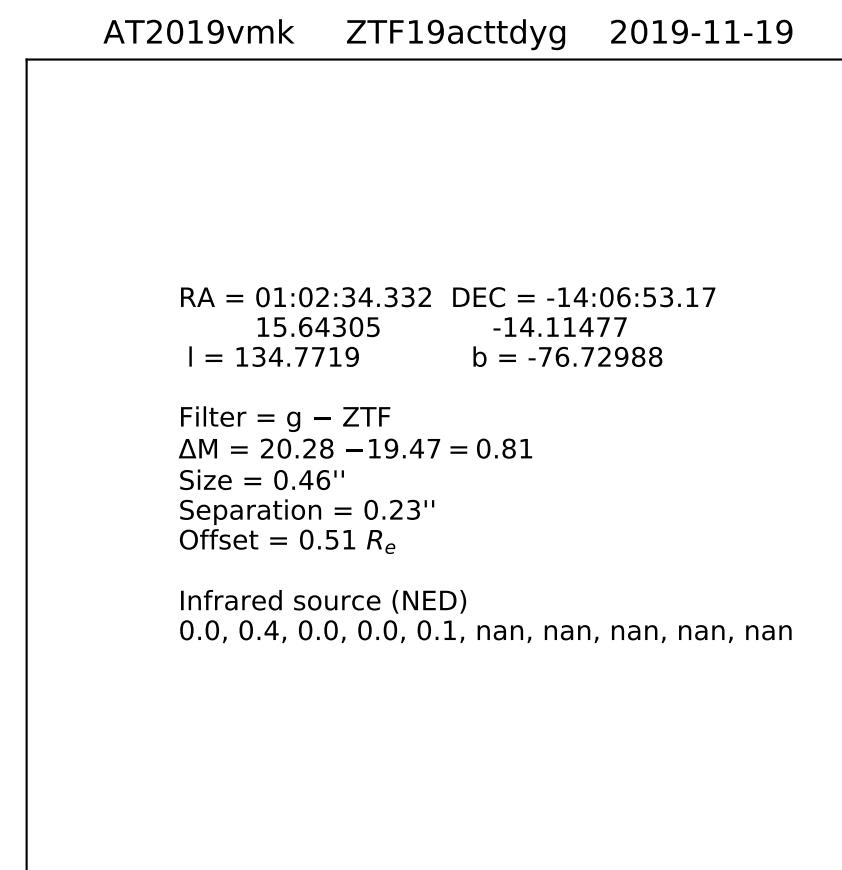 AT2019vmk ZTF19acttdyg 2019-11-19
RA = 01:02:34.332 DEC = -14:06:53.17
15.64305 -14.11477
l = 134.7719 b = -76.72988
Filter = g − ZTF
ΔM = 20.28 −19.47 = 0.81
Size = 0.46''
Separation = 0.23''
Offset = 0.51 Re
Infrared source (NED)
0.0, 0.4, 0.0, 0.0, 0.1, nan, nan, nan, nan, nan